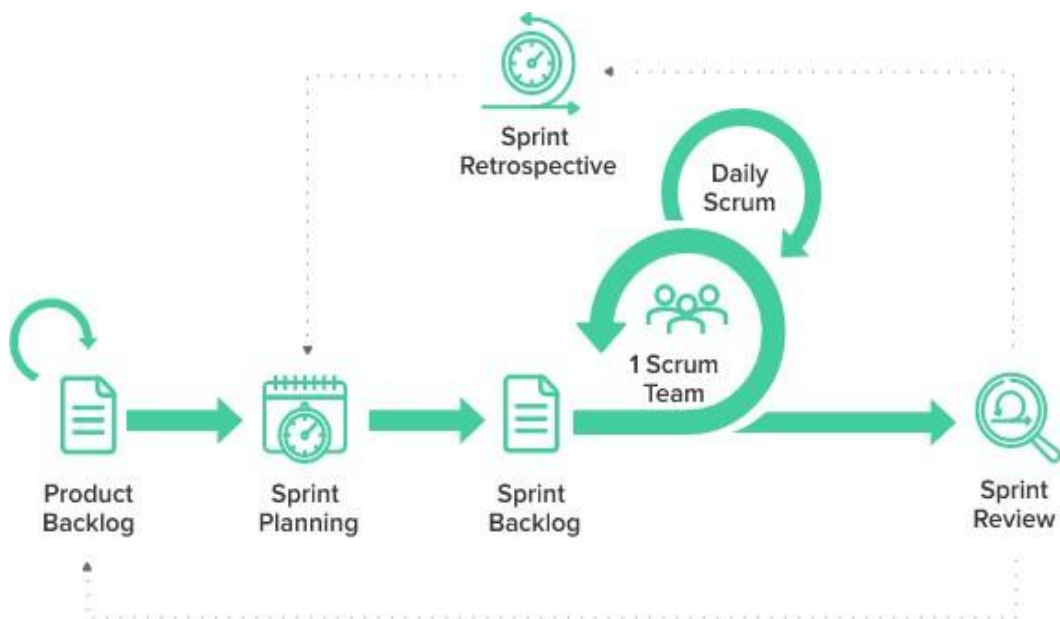 Sprint
Retrospective
Daily
Scrum
1 Scrum
Team
Product
Backlog
Sprint
Planning
Sprint
Backlog
Sprint
Review